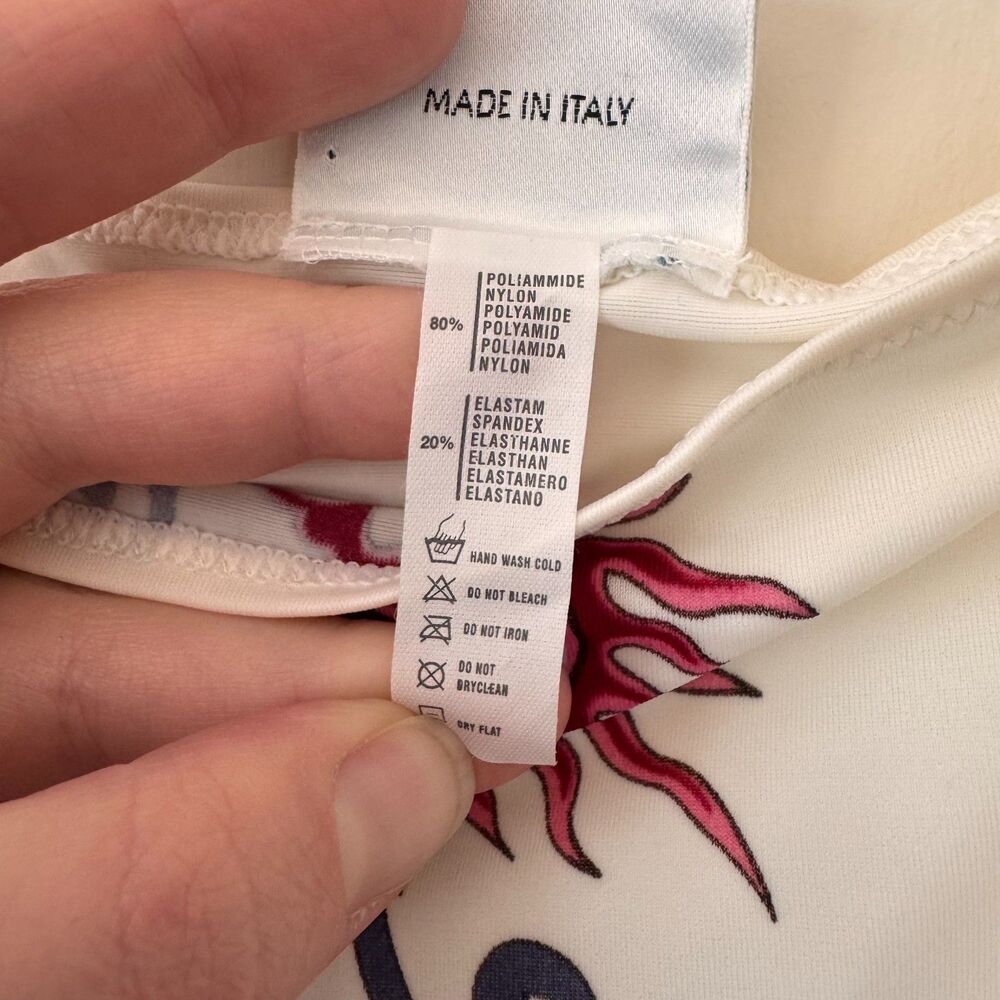 MADE IN ITALY
80%
POLIAMMIDE
NYLON
POLYAMIDE
POLYAMID
POLIAMIDA
NYLON
20%
ELASTAM
SPANDEX
ELASTHANNE
ELASTHAN
ELASTAMERO
ELASTANO
HAND WASH COLD
DO NOT BLEACH
DO NOT IRON
DO NOT
DRYCLEAN
DRY FLAT